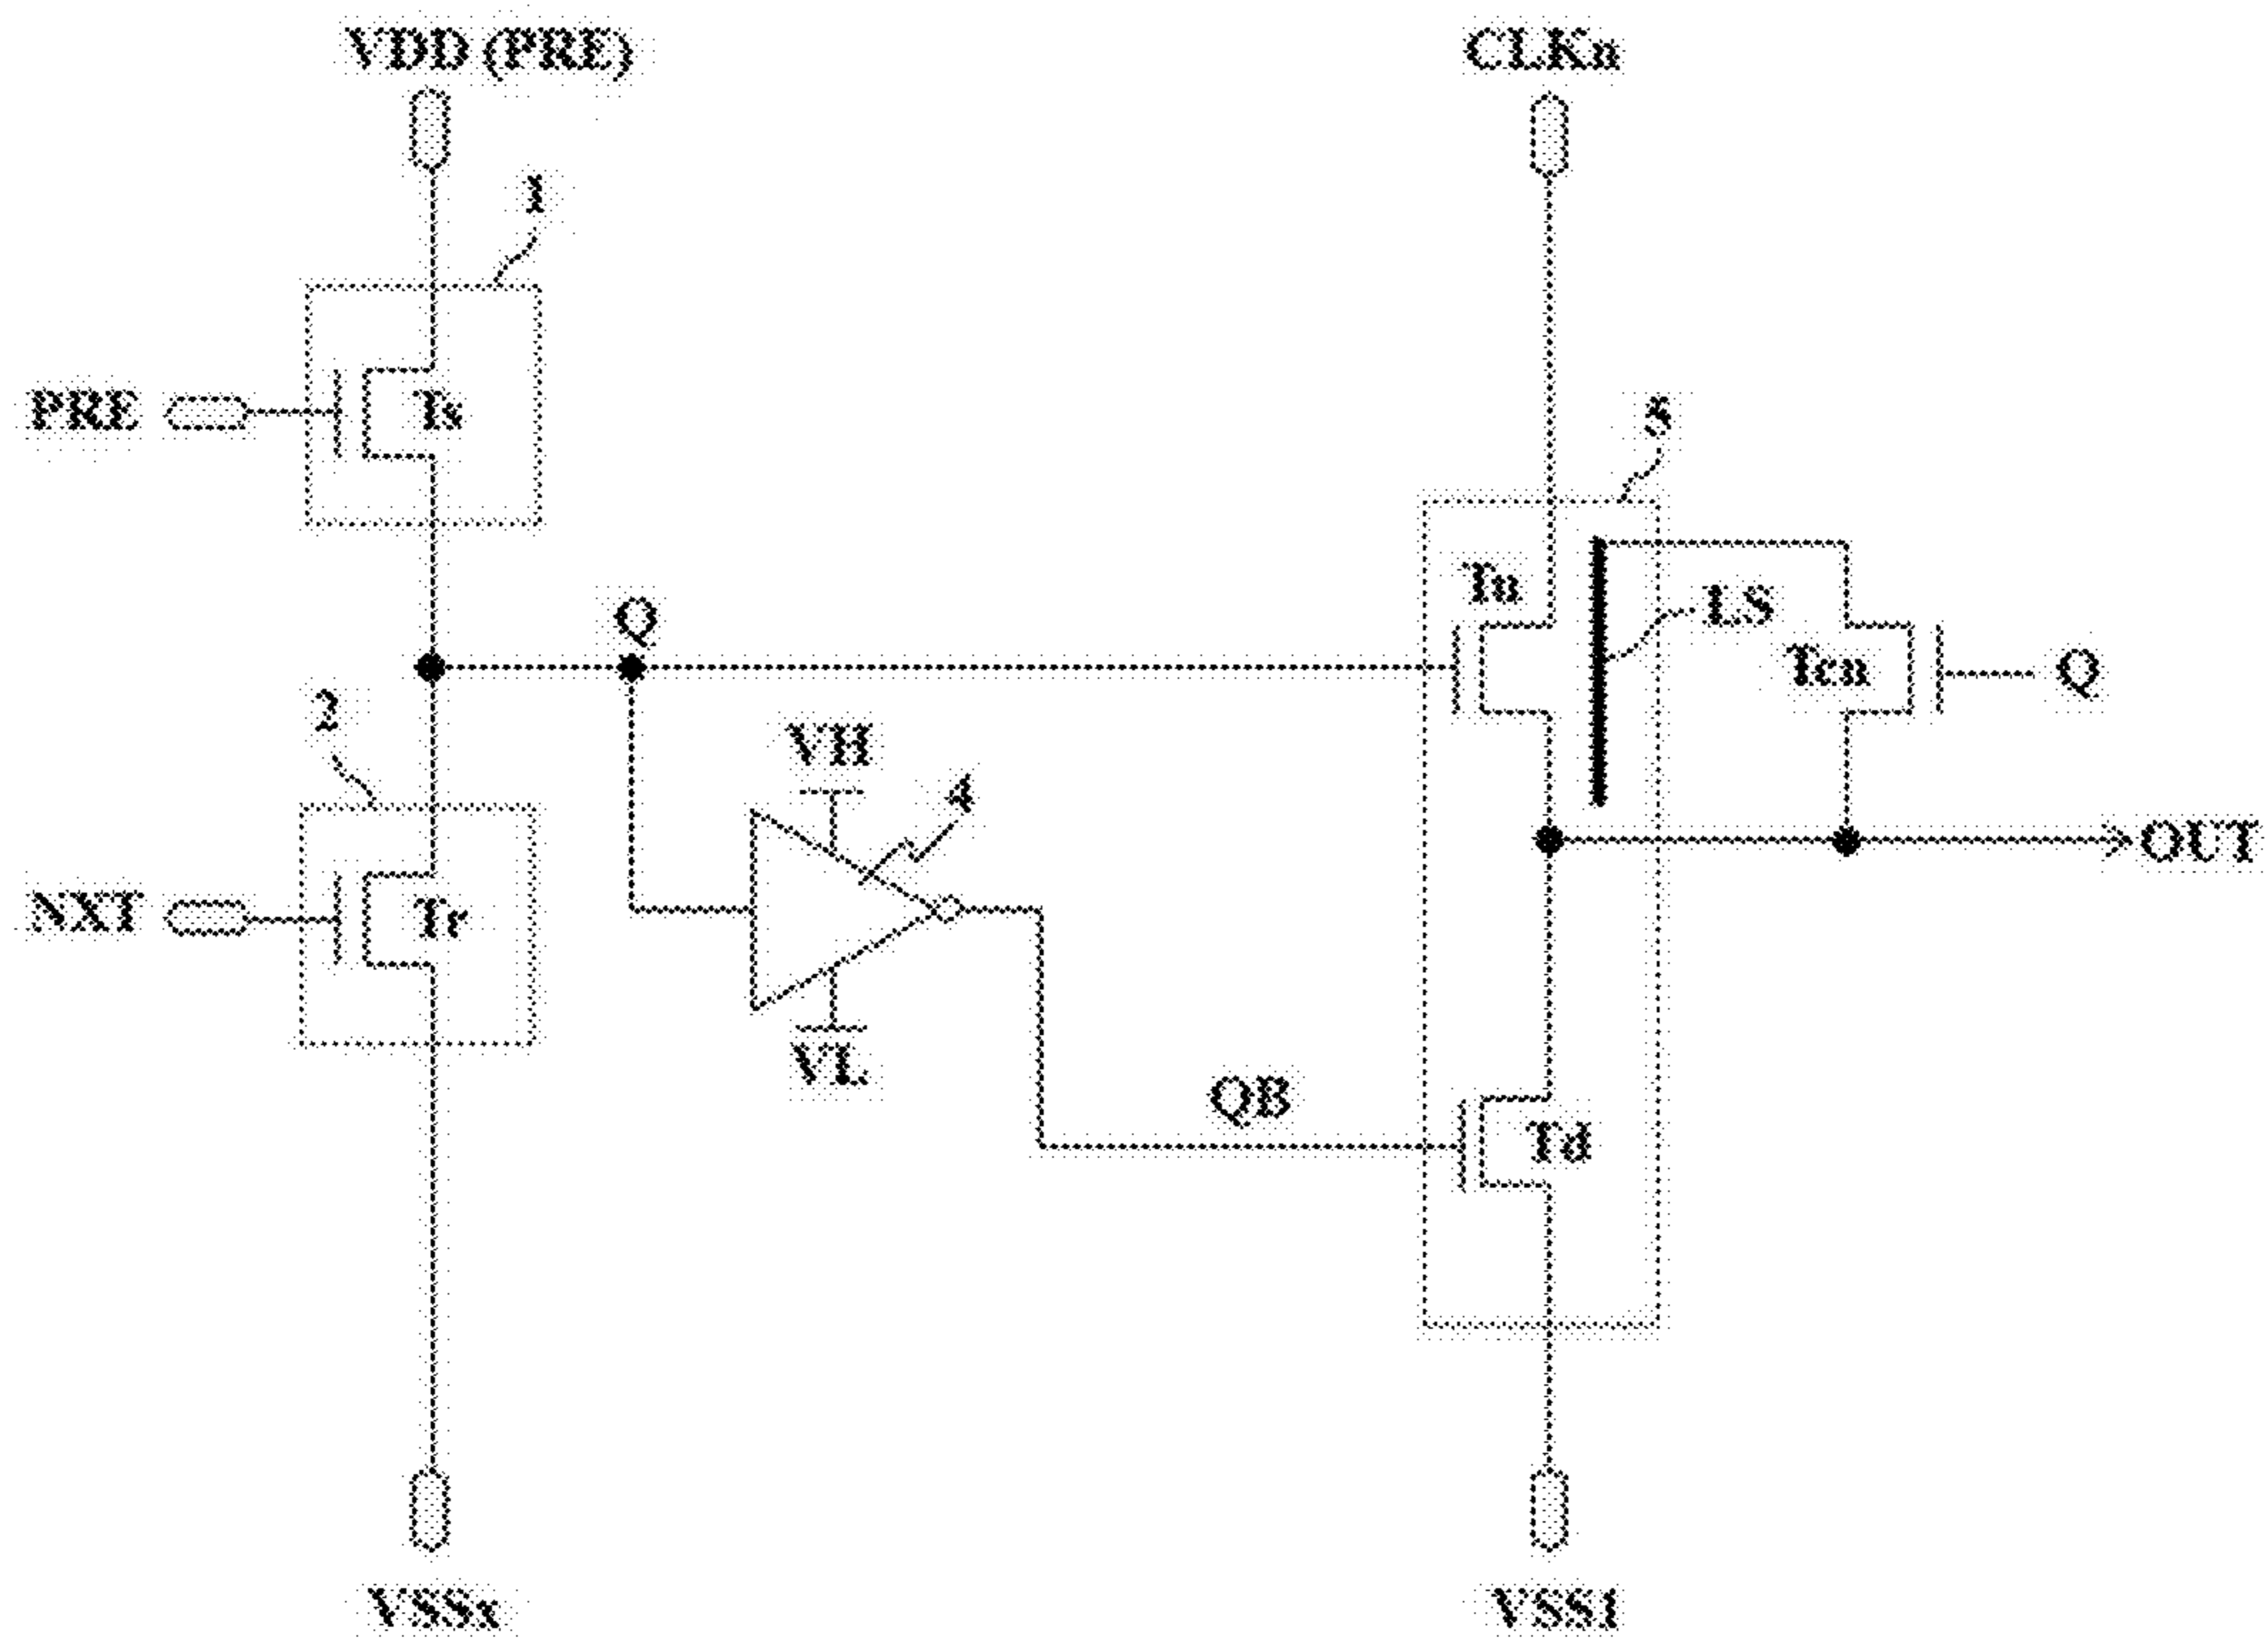 VDD (PRE)
CLKn
1
PRE
Ts
5
Tu
LS
Q
Tcn
Q
2
VH
4
OUT
NXT
Tr
VL
QB
Td
VSSx
VSS1